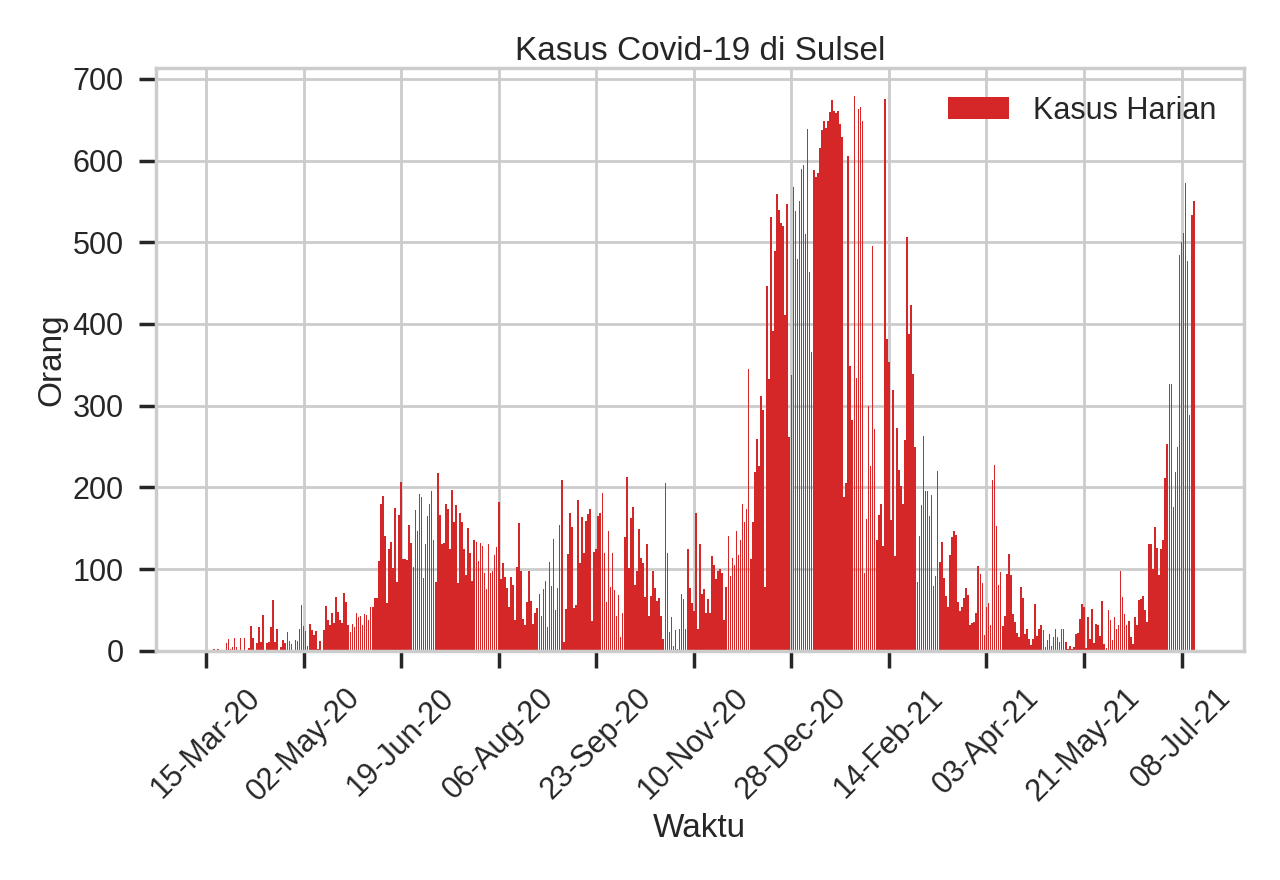 Kasus Covid-19 di Sulsel
Kasus Harian
Orang
700
600
500
400
300
200
100
0
15-Mar-20
02-May-20
19-Jun-20
06-Aug-20
23-Sep-20
10-Nov-20
28-Dec-20
14-Feb-21
03-Apr-21
21-May-21
08-Jul-21
Waktu